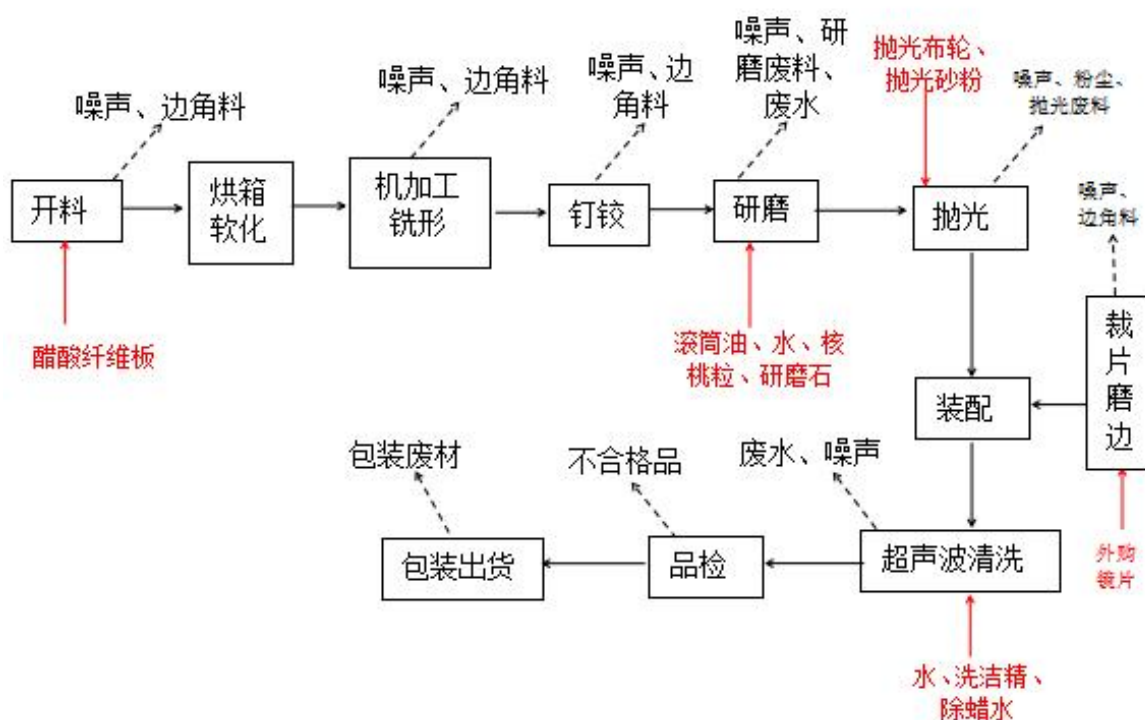 噪声、边角料
噪声、边角料
噪声、边
角料
噪声、研
磨废料、
废水
抛光布轮、
抛光砂粉
噪声、粉尘、
抛光废料
开料
烘箱
软化
机加工
铣形
钉铰
研磨
抛光
噪声、
边角料
醋酸纤维板
滚筒油、水、核
桃粒、研磨石
裁
片
磨
边
装配
包装废材
不合格品
废水、噪声
包装出货
品检
超声波清洗
外购
镜片
水、洗洁精、
除蜡水